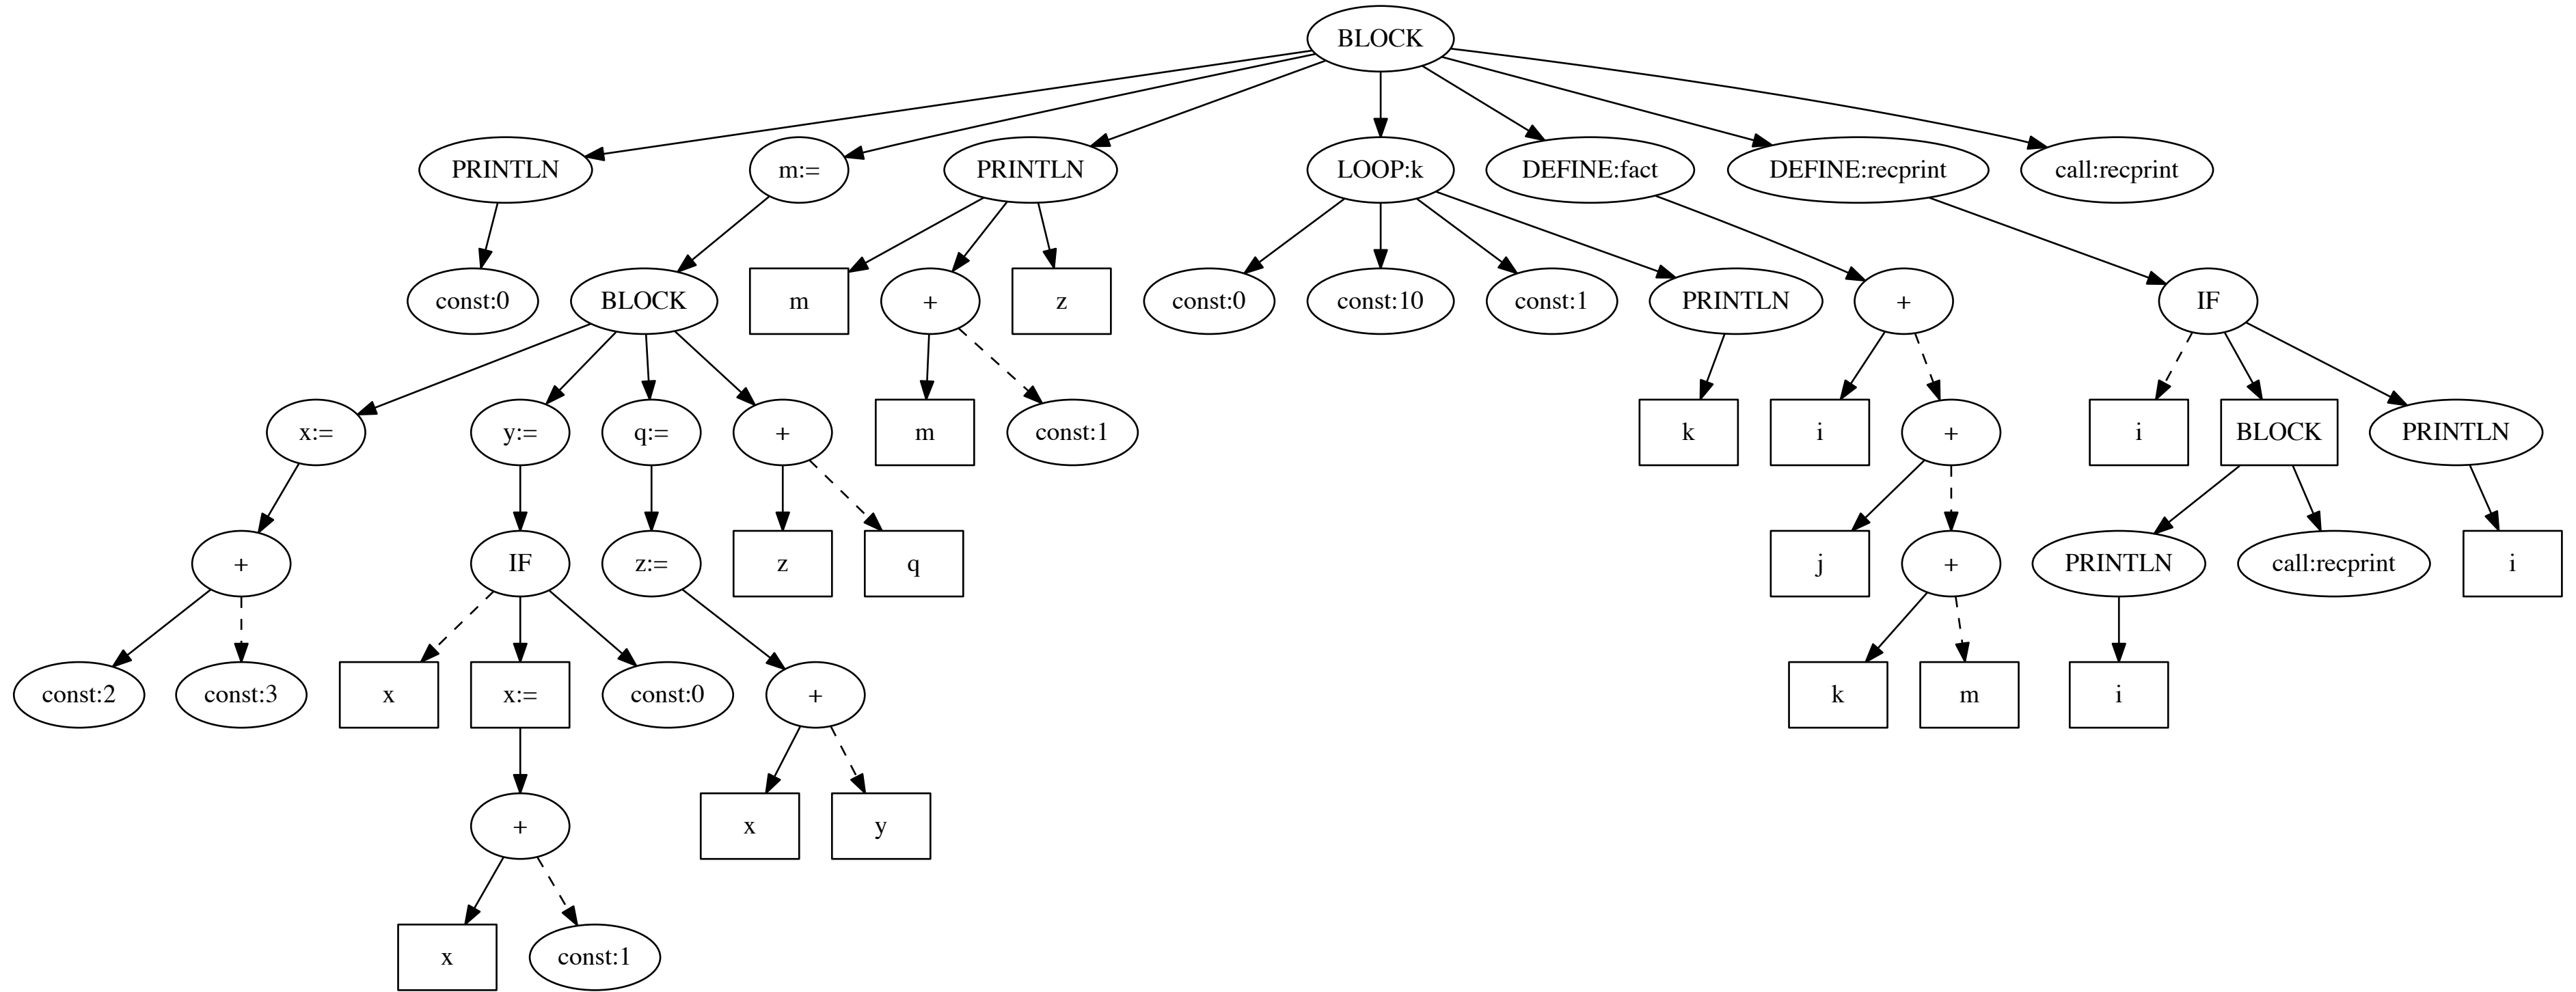 BLOCK
PRINTLN
m:=
PRINTLN
LOOP:k
DEFINE:fact
DEFINE:recprint
call:recprint
const:0
BLOCK
m
+
z
const:0
const:10
const:1
PRINTLN
+
IF
x:=
y:=
q:=
+
m
const:1
k
i
+
i
BLOCK
PRINTLN
+
IF
z:=
z
q
j
+
PRINTLN
call:recprint
i
const:2
const:3
x
x:=
const:0
+
k
m
i
+
x
y
x
const:1